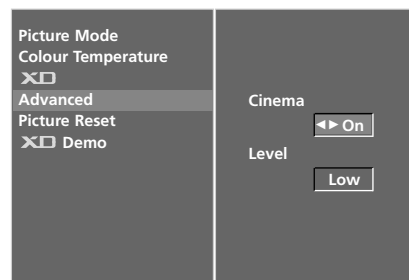 Picture Mode
Colour Temperature
XD
Advanced
Picture Reset
XD Demo
Cinema
◄► On
Level
Low